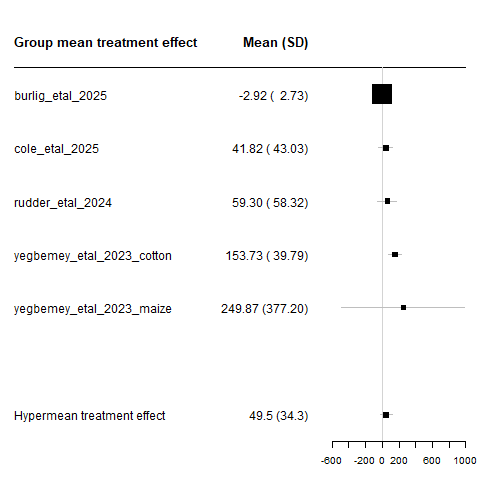 Group mean treatment effect Mean (SD)
burlig_etal_2025 -2.92 ( 2.73)
cole_etal_2025 41.82 ( 43.03)
rudder_etal_2024 59.30 ( 58.32)
yegbemey_etal_2023_cotton 153.73 ( 39.79)
yegbemey_etal_2023_maize 249.87 (377.20)
Hypermean treatment effect 49.5 (34.3)
-600 -200 0 200 600 1000